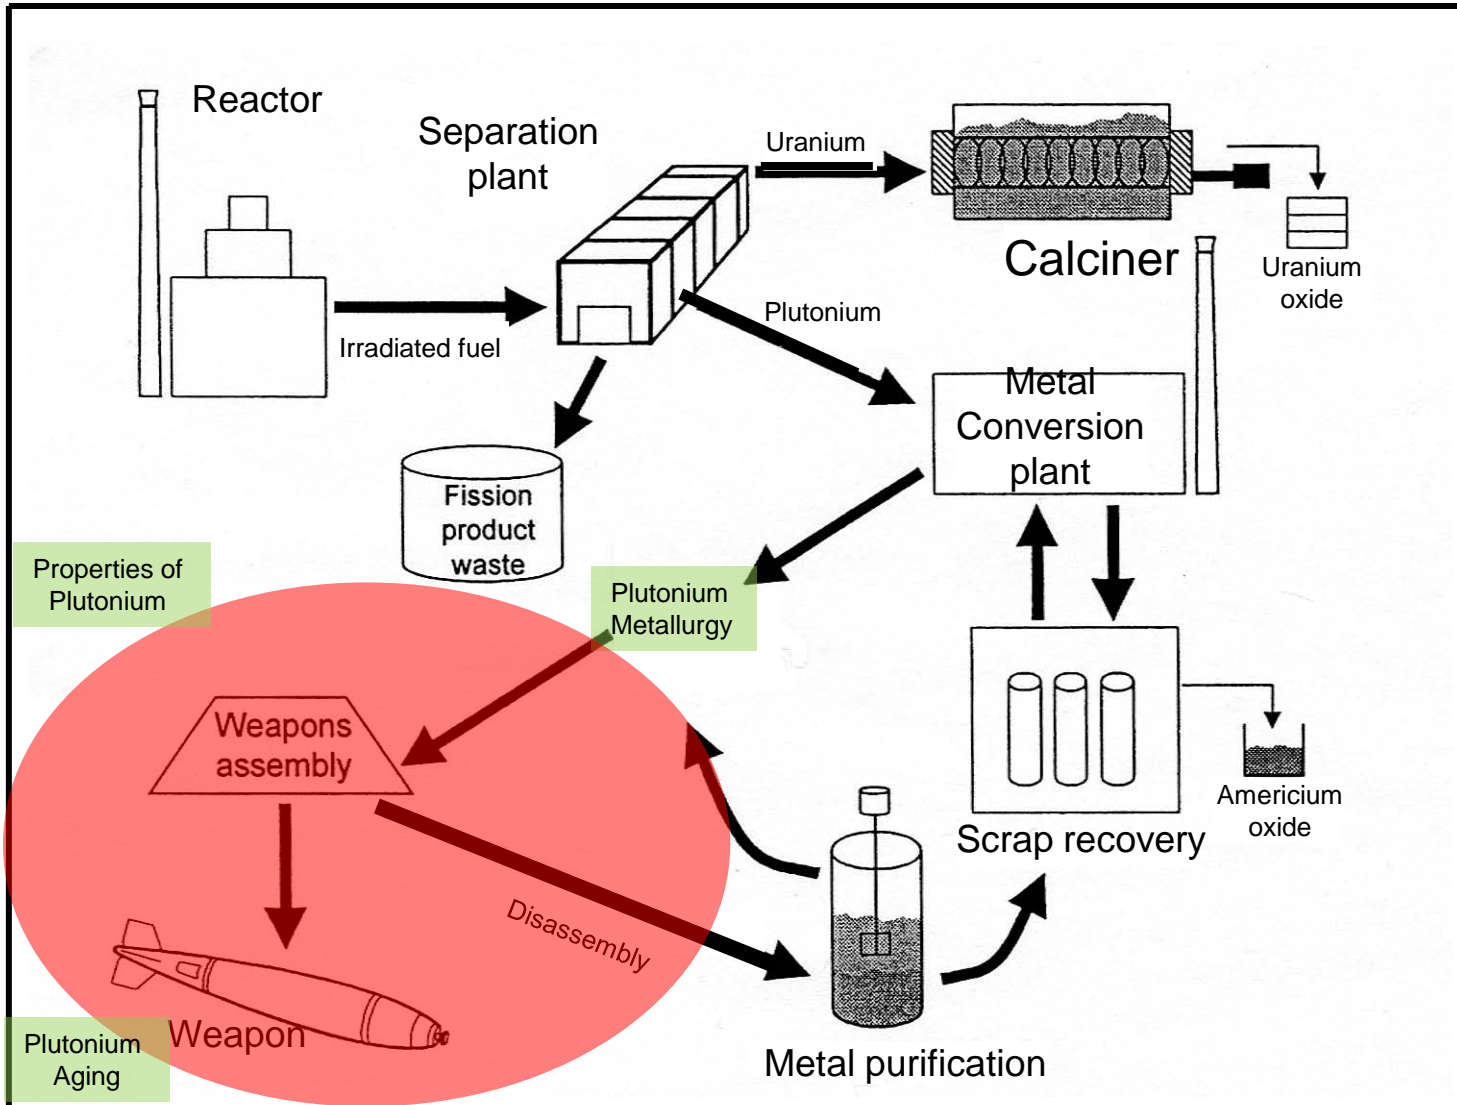 Reactor
Separation
plant
Uranium
Calciner
Uranium
oxide
Irradiated fuel
Plutonium
Metal
Conversion
plant
Fission
product
waste
Properties of
Plutonium
Plutonium
Metallurgy
Weapons
assembly
Disassembly
Scrap recovery
Americium
oxide
Weapon
Plutonium
Aging
Metal purification